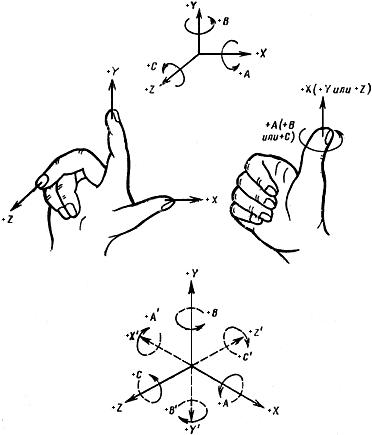 +Y
+B
+X
+C
+Z
+A
+Y
+X(+Y или +Z)
+A(+B
или+C)
+Z
+X
+Y
+A'
+B
+X'
+Z'
+C
+C'
+Z
+B'
+A
+X
+Y'